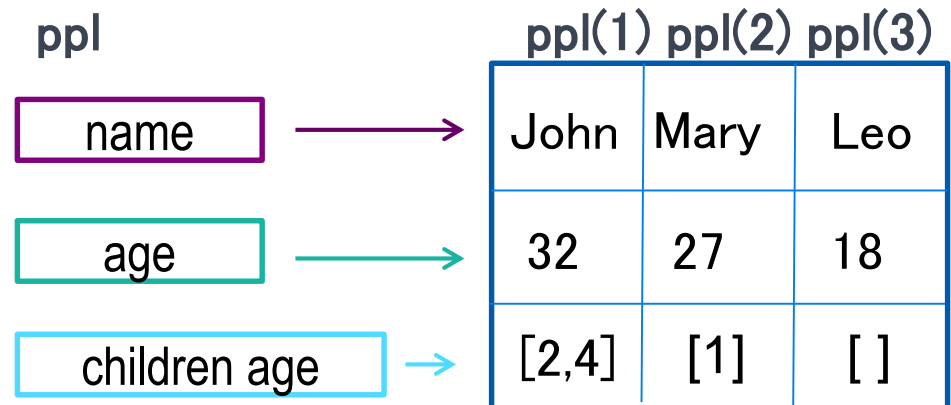 ppl ppl(1) ppl(2) ppl(3)
name John Mary Leo
age 32 27 18
children age [2,4] [1] [ ]